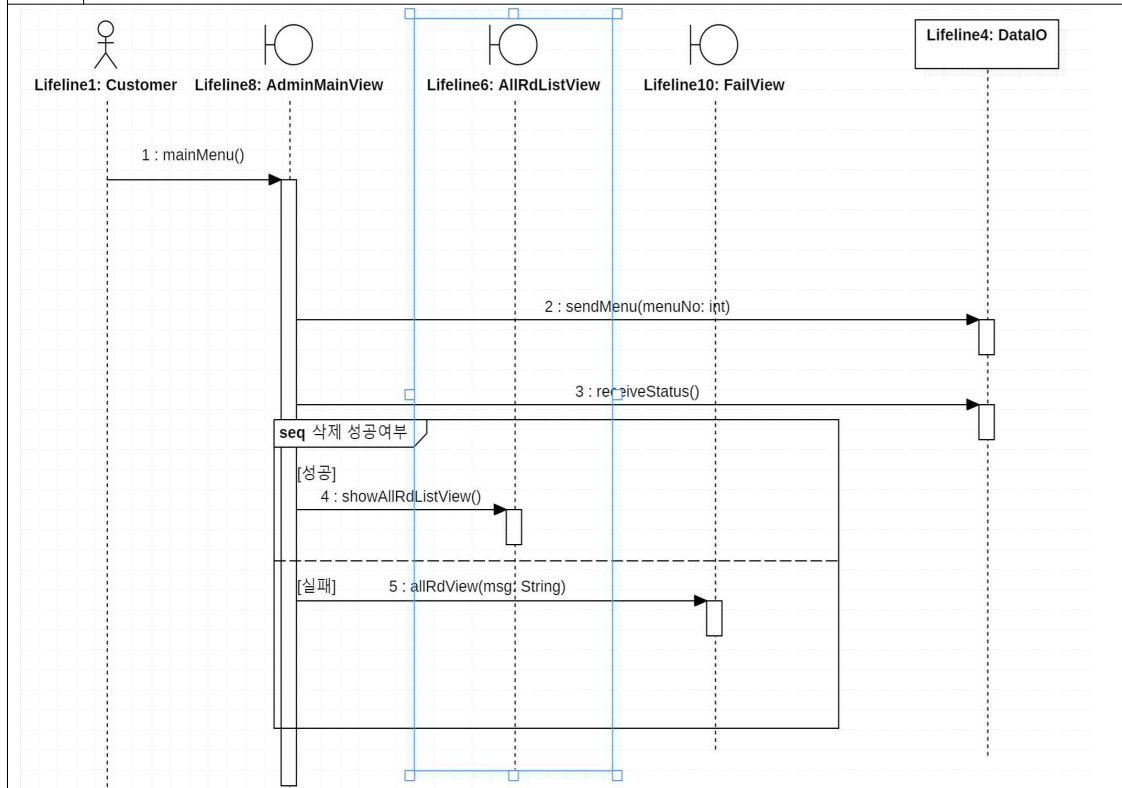 Lifeline4: DataIO
Lifeline1: Customer
Lifeline8: AdminMainView
Lifeline6: AllRdListView
Lifeline10: FailView
1 : mainMenu()
2 : sendMenu(menuNo: int)
3 : receiveStatus()
seq 삭제 성공여부
[성공]
4 : showAllRdListView()
[실패]
5 : allRdView(msg: String)